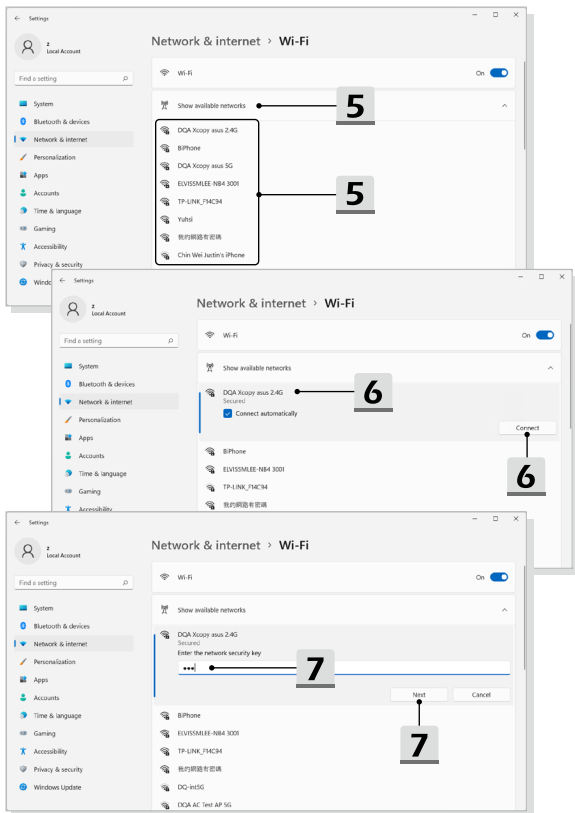 ← Settings
z
Local Account
Network & internet › Wi-Fi
Find a setting
Wi-Fi
On
System
Show available networks
5
Bluetooth & devices
DQA Xcopy asus 2.4G
Network & internet
BiPhone
Personalization
DQA Xcopy asus 5G
Apps
ELVISSMLEE-NB4 3001
5
Accounts
TP-LINK_F14C94
Time & language
Yuhsi
Gaming
我的網路有密碼
Accessibility
Chin Wei Justin's iPhone
Privacy & security
Windo
← Settings
z
Local Account
Network & internet › Wi-Fi
Find a setting
Wi-Fi
On
System
Show available networks
Bluetooth & devices
DQA Xcopy asus 2.4G
6
Secured
Network & internet
Connect automatically
Personalization
Connect
Apps
BiPhone
Accounts
ELVISSMLEE-NB4 3001
6
Time & language
TP-LINK_F14C94
Gaming
我的網路有密碼
Accessibility
← Settings
z
Local Account
Network & internet › Wi-Fi
Find a setting
Wi-Fi
On
System
Show available networks
Bluetooth & devices
DQA Xcopy asus 2.4G
Secured
Network & internet
Enter the network security key
Personalization
7
Apps
Next
Cancel
Accounts
Time & language
BiPhone
Gaming
ELVISSMLEE-NB4 3001
7
Accessibility
TP-LINK_F14C94
Privacy & security
我的網路有密碼
Windows Update
DQ-int5G
DQA AC Test AP 5G